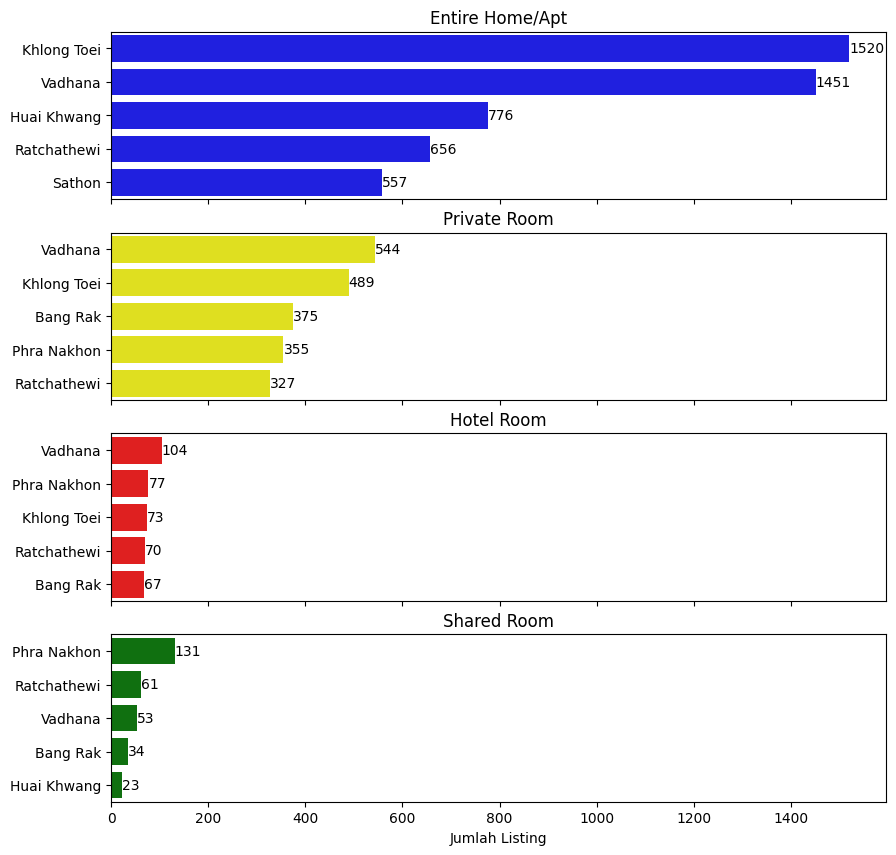 Entire Home/Apt
Khlong Toei 1520
Vadhana 1451
Huai Khwang 776
Ratchathewi 656
Sathon 557
Private Room
Vadhana 544
Khlong Toei 489
Bang Rak 375
Phra Nakhon 355
Ratchathewi 327
Hotel Room
Vadhana 104
Phra Nakhon 77
Khlong Toei 73
Ratchathewi 70
Bang Rak 67
Shared Room
Phra Nakhon 131
Ratchathewi 61
Vadhana 53
Bang Rak 34
Huai Khwang 23
0 200 400 600 800 1000 1200 1400
Jumlah Listing